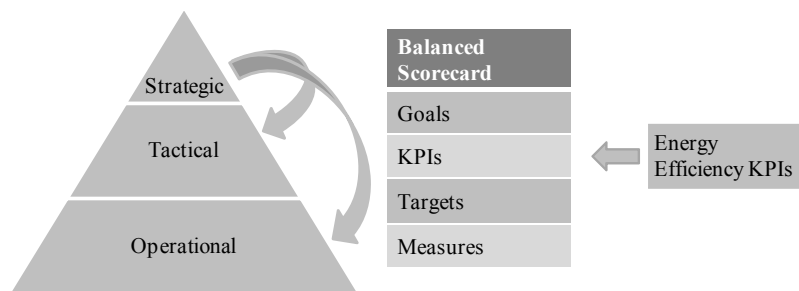 Strategic
Tactical
Operational
Balanced
Scorecard
Goals
KPIs
Targets
Measures
Energy
Efficiency KPIs